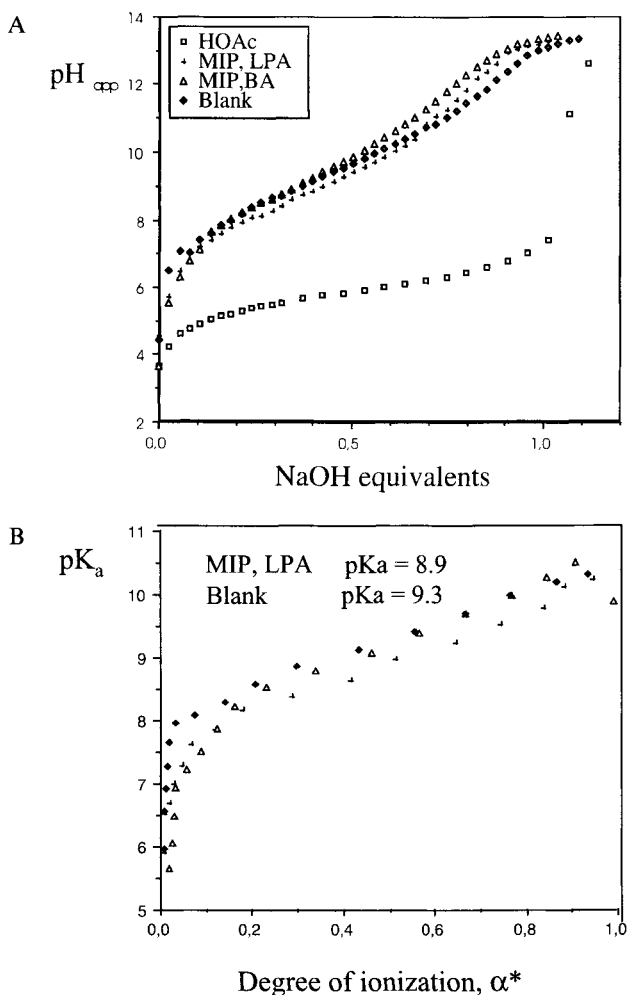 A
pH app
HOAc
MIP, LPA
MIP,BA
Blank
14
12
10
8
6
4
2
0,0
0,5
1,0
NaOH equivalents
B
pKa
MIP, LPA pKa = 8.9
Blank pKa = 9.3
11
10
9
8
7
6
5
0,0 0,2 0,4 0,6 0,8 1,0
Degree of ionization, α*